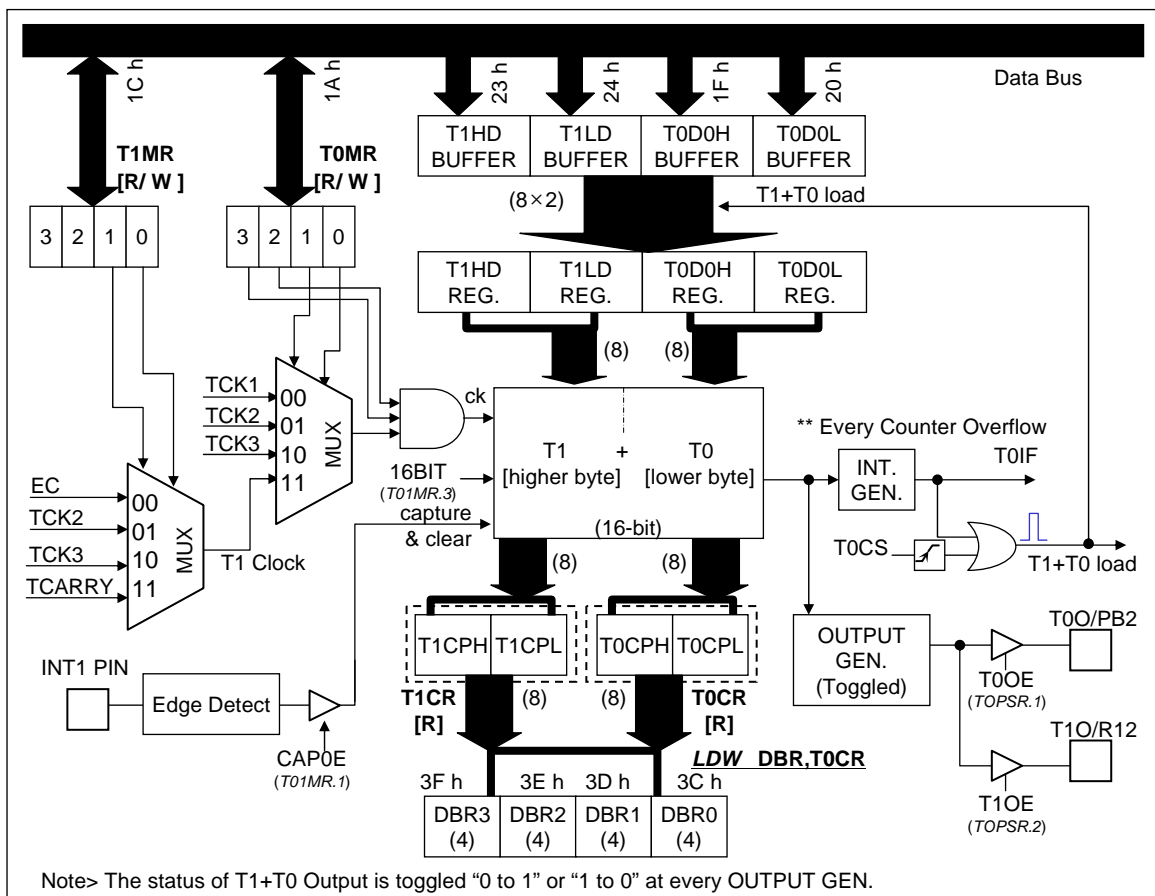 Data Bus
1C h
1A h
23 h
24 h
1F h
20 h
T1MR
[R/ W ]
T0MR
[R/ W ]
T1HD
BUFFER
T1LD
BUFFER
T0D0H
BUFFER
T0D0L
BUFFER
(8×2)
T1+T0 load
3 2 1 0
3 2 1 0
T1HD
REG.
T1LD
REG.
T0D0H
REG.
T0D0L
REG.
(8)
(8)
TCK1
TCK2
TCK3
00
01
10
11
MUX
ck
EC
TCK2
TCK3
TCARRY
00
01
10
11
MUX
T1 Clock
16BIT
(T01MR.3)
capture
& clear
T1 + T0
[higher byte] [lower byte]
(16-bit)
** Every Counter Overflow
INT.
GEN.
T0IF
T0CS
T1+T0 load
(8)
(8)
T1CPH T1CPL
T0CPH T0CPL
OUTPUT
GEN.
(Toggled)
T0O/PB2
T0OE
(TOPSR.1)
T1O/R12
T1OE
(TOPSR.2)
INT1 PIN
Edge Detect
CAP0E
(T01MR.1)
T1CR
[R]
(8)
(8)
T0CR
[R]
LDW DBR,T0CR
3F h
3E h
3D h
3C h
DBR3
(4)
DBR2
(4)
DBR1
(4)
DBR0
(4)
Note> The status of T1+T0 Output is toggled “0 to 1” or “1 to 0” at every OUTPUT GEN.